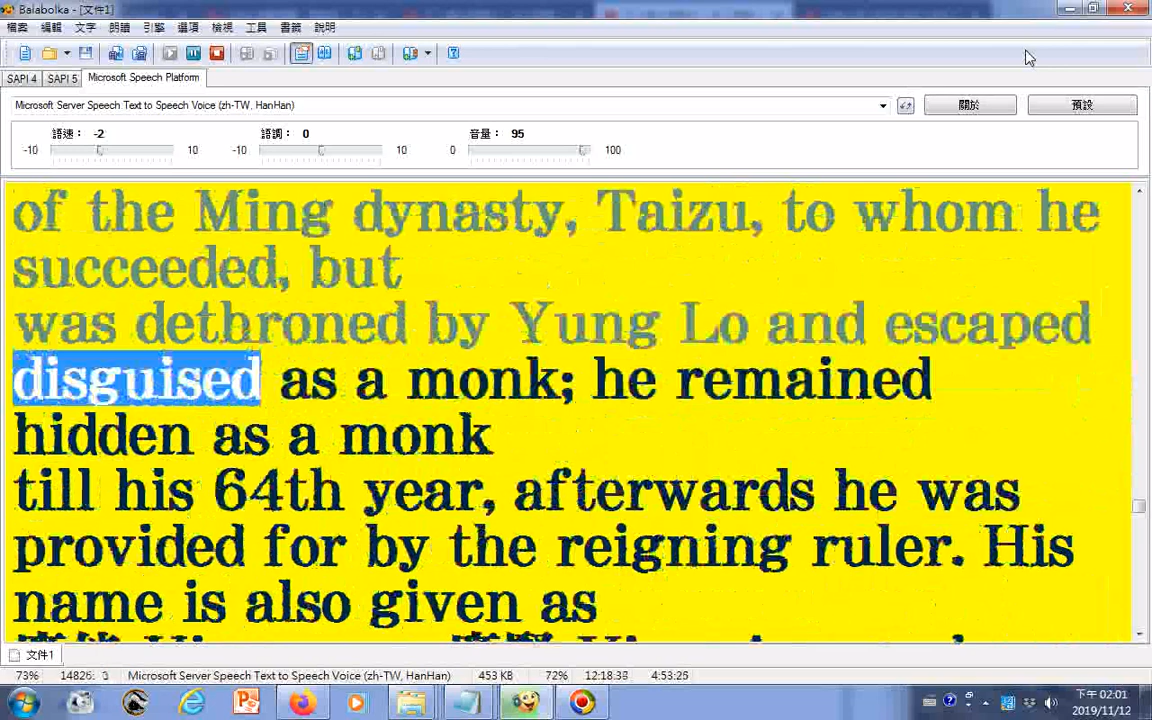 Balabolka - [文件1]
檔案 編輯 文字 朗讀 引擎 選項 檢視 工具 書籤 說明
SAPI 4 SAPI 5 Microsoft Speech Platform
Microsoft Server Speech Text to Speech Voice (zh-TW, HanHan) 關於 預設
語速： -2 語調： 0 音量： 95
-10 10 -10 10 0 100
of the Ming dynasty, Taizu, to whom he
succeeded, but
was dethroned by Yung Lo and escaped
disguised as a monk; he remained
hidden as a monk
till his 64th year, afterwards he was
provided for by the reigning ruler. His
name is also given as
文件1
73% Microsoft Server Speech Text to Speech Voice (zh-TW, HanHan) 453 KB 72% 4:53:25
下午 02:01
2019/11/12